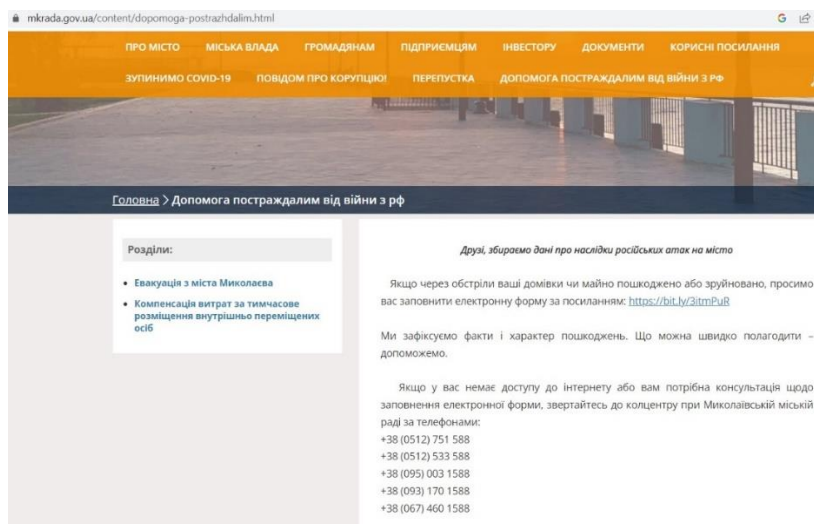 mkrada.gov.ua/content/dopomoga-postrazhdalim.html
ПРО МІСТО МІСЬКА ВЛАДА ГРОМАДЯНАМ ПІДПРИЄМЦЯМ ІНВЕСТОРУ ДОКУМЕНТИ КОРИСНІ ПОСИЛАННЯ
ЗУПИНИМО COVID-19 ПОВІДОМ ПРО КОРУПЦІЮ! ПЕРЕПУСТКА ДОПОМОГА ПОСТРАЖДАЛИМ ВІД ВІЙНИ З РФ
Головна > Допомога постраждалим від війни з рф
Розділи:
• Евакуація з міста Миколаєва
• Компенсація витрат за тимчасове
розміщення внутрішньо переміщених
осіб
Друзі, збираємо дані про наслідки російських атак на місто
Якщо через обстріли ваші домівки чи майно пошкоджено або зруйновано, просимо
вас заповнити електронну форму за посиланням: https://bit.ly/3itmPuR
Ми зафіксуємо факти і характер пошкоджень. Що можна швидко полагодити –
допоможемо.
Якщо у вас немає доступу до інтернету або вам потрібна консультація щодо
заповнення електронної форми, звертайтесь до колцентру при Миколаївській міській
раді за телефонами:
+38 (0512) 751 588
+38 (0512) 533 588
+38 (095) 003 1588
+38 (093) 170 1588
+38 (067) 460 1588